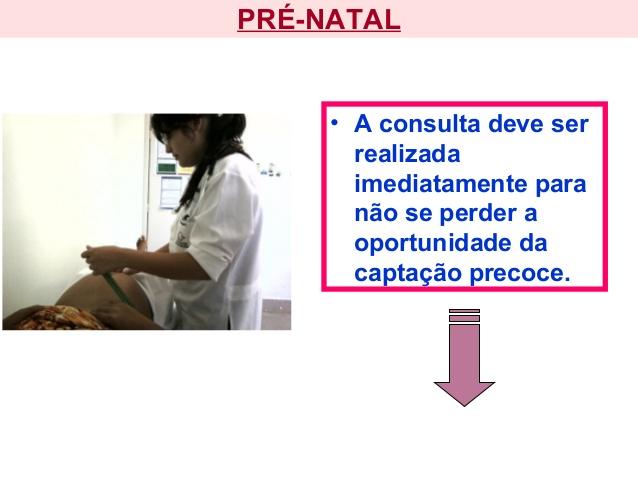 PRÉ-NATAL
• A consulta deve ser
realizada
imediatamente para
não se perder a
oportunidade da
captação precoce.